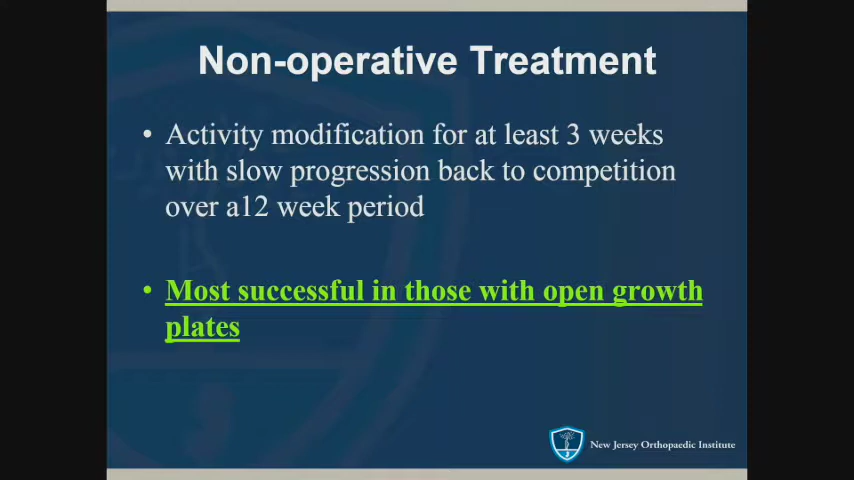 Non-operative Treatment
• Activity modification for at least 3 weeks
with slow progression back to competition
over a12 week period
• Most successful in those with open growth
plates
New Jersey Orthopaedic Institute